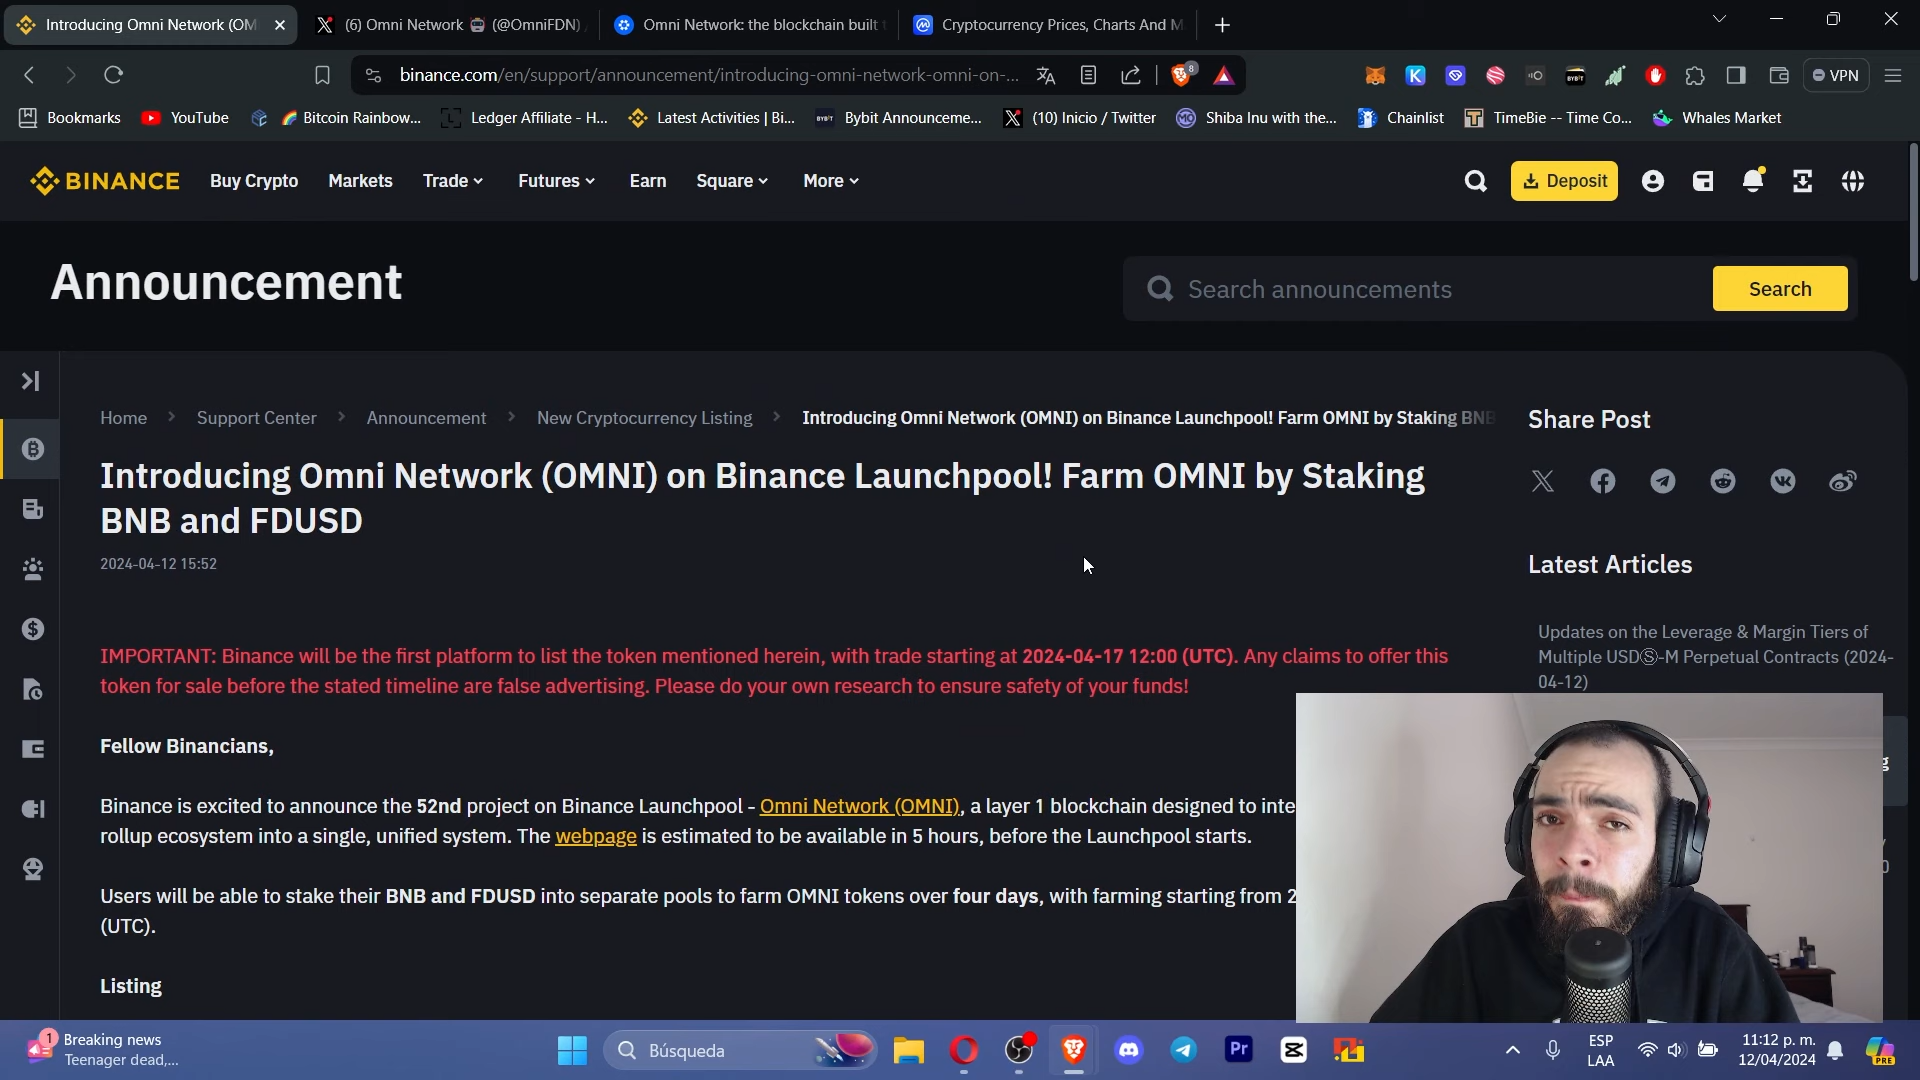 Introducing Omni Network (OM
(6) Omni Network (@OmniFDN)
Omni Network: the blockchain built
Cryptocurrency Prices, Charts And M
binance.com/en/support/announcement/introducing-omni-network-omni-on-...
8
VPN
Bookmarks
YouTube
Bitcoin Rainbow...
Ledger Affiliate - H...
Latest Activities | Bi...
Bybit Announceme...
(10) Inicio / Twitter
Shiba Inu with the...
Chainlist
TimeBie -- Time Co...
Whales Market
BINANCE
Buy Crypto
Markets
Trade
Futures
Earn
Square
More
Deposit
Announcement
Search announcements
Search
Home > Support Center > Announcement > New Cryptocurrency Listing > Introducing Omni Network (OMNI) on Binance Launchpool! Farm OMNI by Staking BNB
Introducing Omni Network (OMNI) on Binance Launchpool! Farm OMNI by Staking
BNB and FDUSD
2024-04-12 15:52
IMPORTANT: Binance will be the first platform to list the token mentioned herein, with trade starting at 2024-04-17 12:00 (UTC). Any claims to offer this
token for sale before the stated timeline are false advertising. Please do your own research to ensure safety of your funds!
Fellow Binancians,
Binance is excited to announce the 52nd project on Binance Launchpool - Omni Network (OMNI), a layer 1 blockchain designed to inte
rollup ecosystem into a single, unified system. The webpage is estimated to be available in 5 hours, before the Launchpool starts.
Users will be able to stake their BNB and FDUSD into separate pools to farm OMNI tokens over four days, with farming starting from 2
(UTC).
Listing
Share Post
Latest Articles
Updates on the Leverage & Margin Tiers of
Multiple USDⓈ-M Perpetual Contracts (2024-
04-12)
1
Breaking news
Teenager dead,...
Búsqueda
Pr
ESP
LAA
11:12 p. m.
12/04/2024
PRE